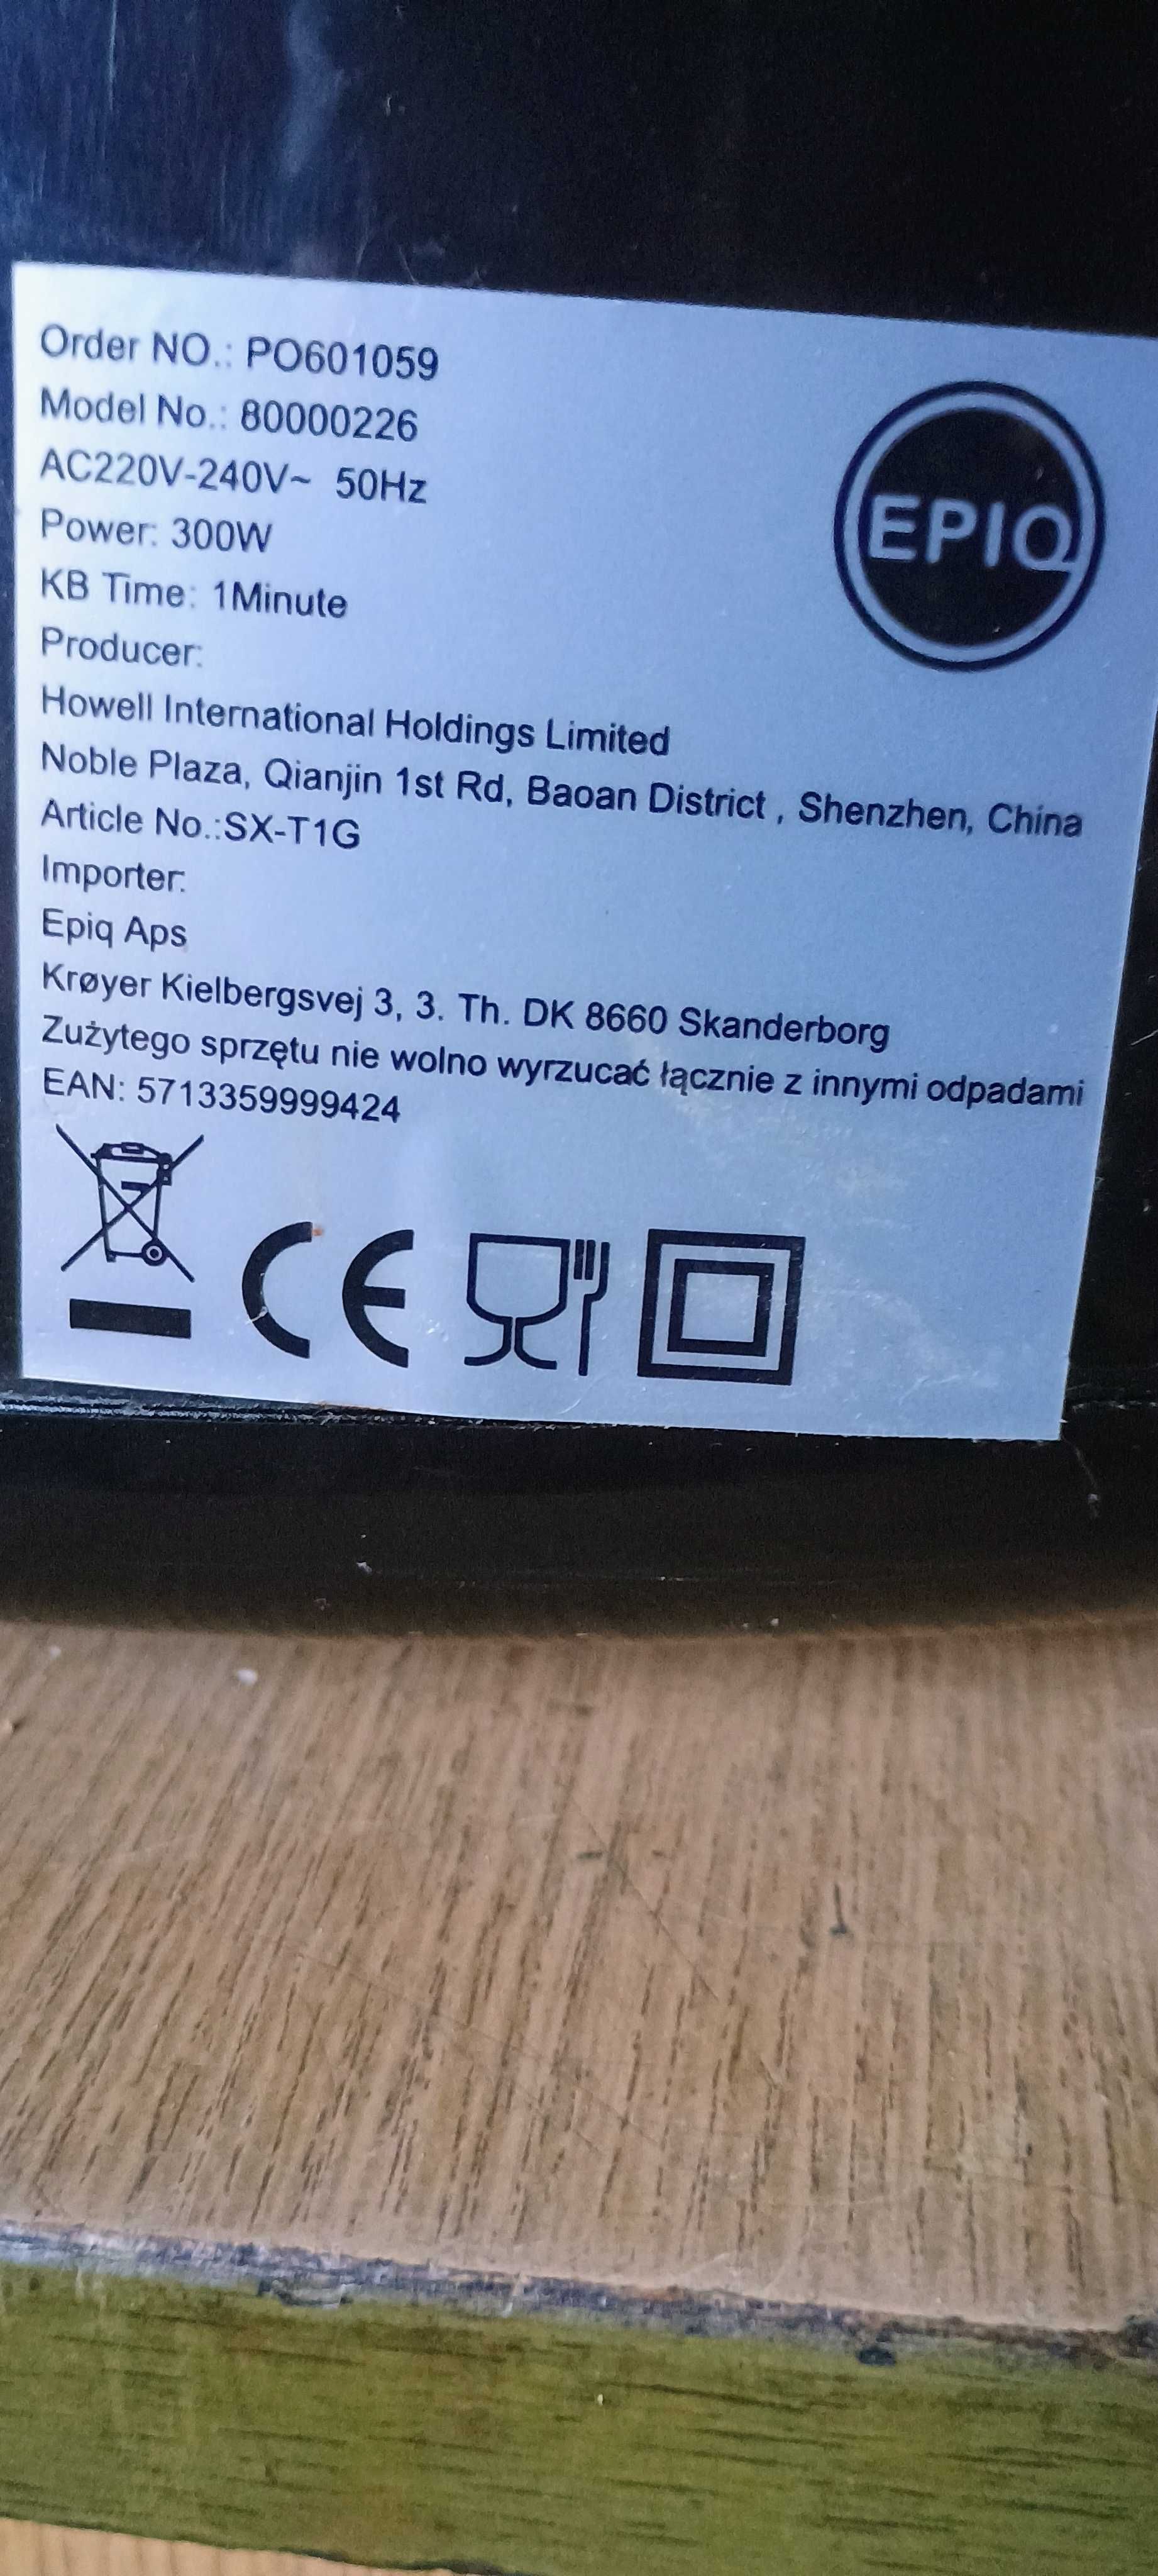 Order NO.: PO601059
Model No.: 80000226
AC220V-240V~ 50Hz
Power: 300W
KB Time: 1Minute
Producer:
Howell International Holdings Limited
Noble Plaza, Qianjin 1st Rd, Baoan District , Shenzhen, China
Article No.:SX-T1G
Importer:
Epiq Aps
Krøyer Kielbergsvej 3, 3. Th. DK 8660 Skanderborg
Zużytego sprzętu nie wolno wyrzucać łącznie z innymi odpadami
EAN: 5713359999424
EPIQ
CE